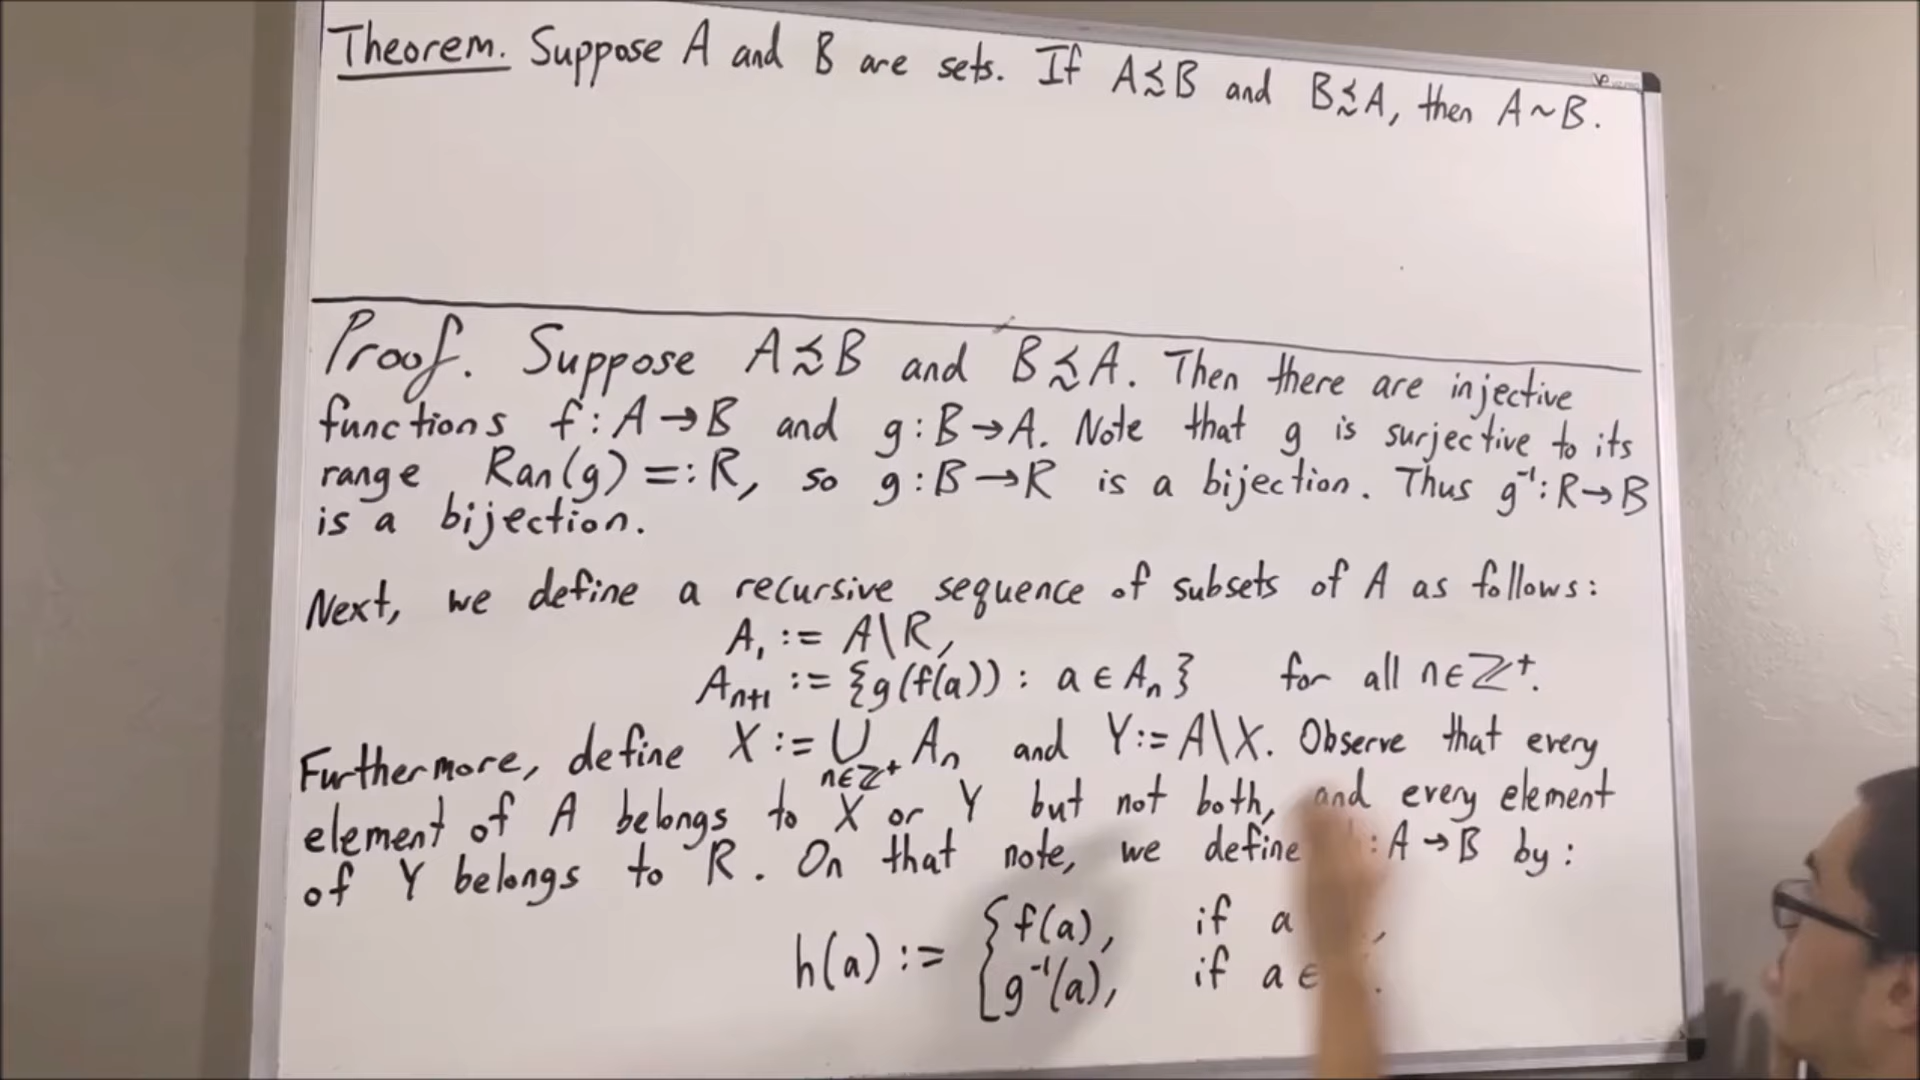 Theorem. Suppose A and B are sets. If A≾B and B≾A, then A∼B.
Proof. Suppose A≾B and B≾A. Then there are injective
functions f:A→B and g:B→A. Note that g is surjective to its
range Ran(g)=:R, so g:B→R is a bijection. Thus g⁻¹:R→B
is a bijection.
Next, we define a recursive sequence of subsets of A as follows:
A₁ := A\R,
Aₙ₊₁ := {g(f(a)) : a∈Aₙ} for all n∈ℤ⁺.
Furthermore, define X:=⋃ Aₙ and Y:=A\X. Observe that every
n∈ℤ⁺
element of A belongs to X or Y but not both, and every element
of Y belongs to R. On that note, we define :A→B by:
h(a) := { f(a), if a ,
g⁻¹(a), if a∈ .